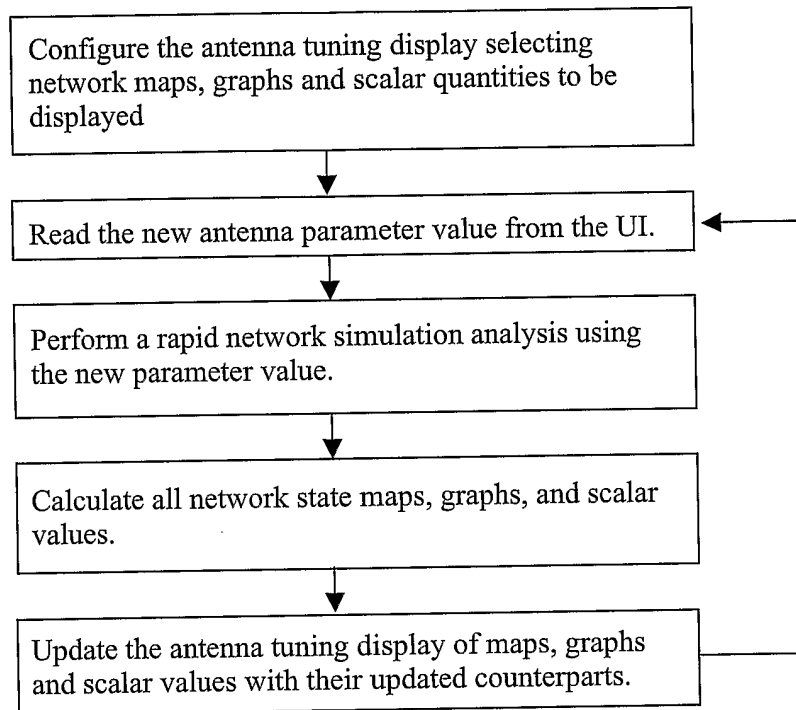 Configure the antenna tuning display selecting
network maps, graphs and scalar quantities to be
displayed
Read the new antenna parameter value from the UI.
Perform a rapid network simulation analysis using
the new parameter value.
Calculate all network state maps, graphs, and scalar
values.
Update the antenna tuning display of maps, graphs
and scalar values with their updated counterparts.